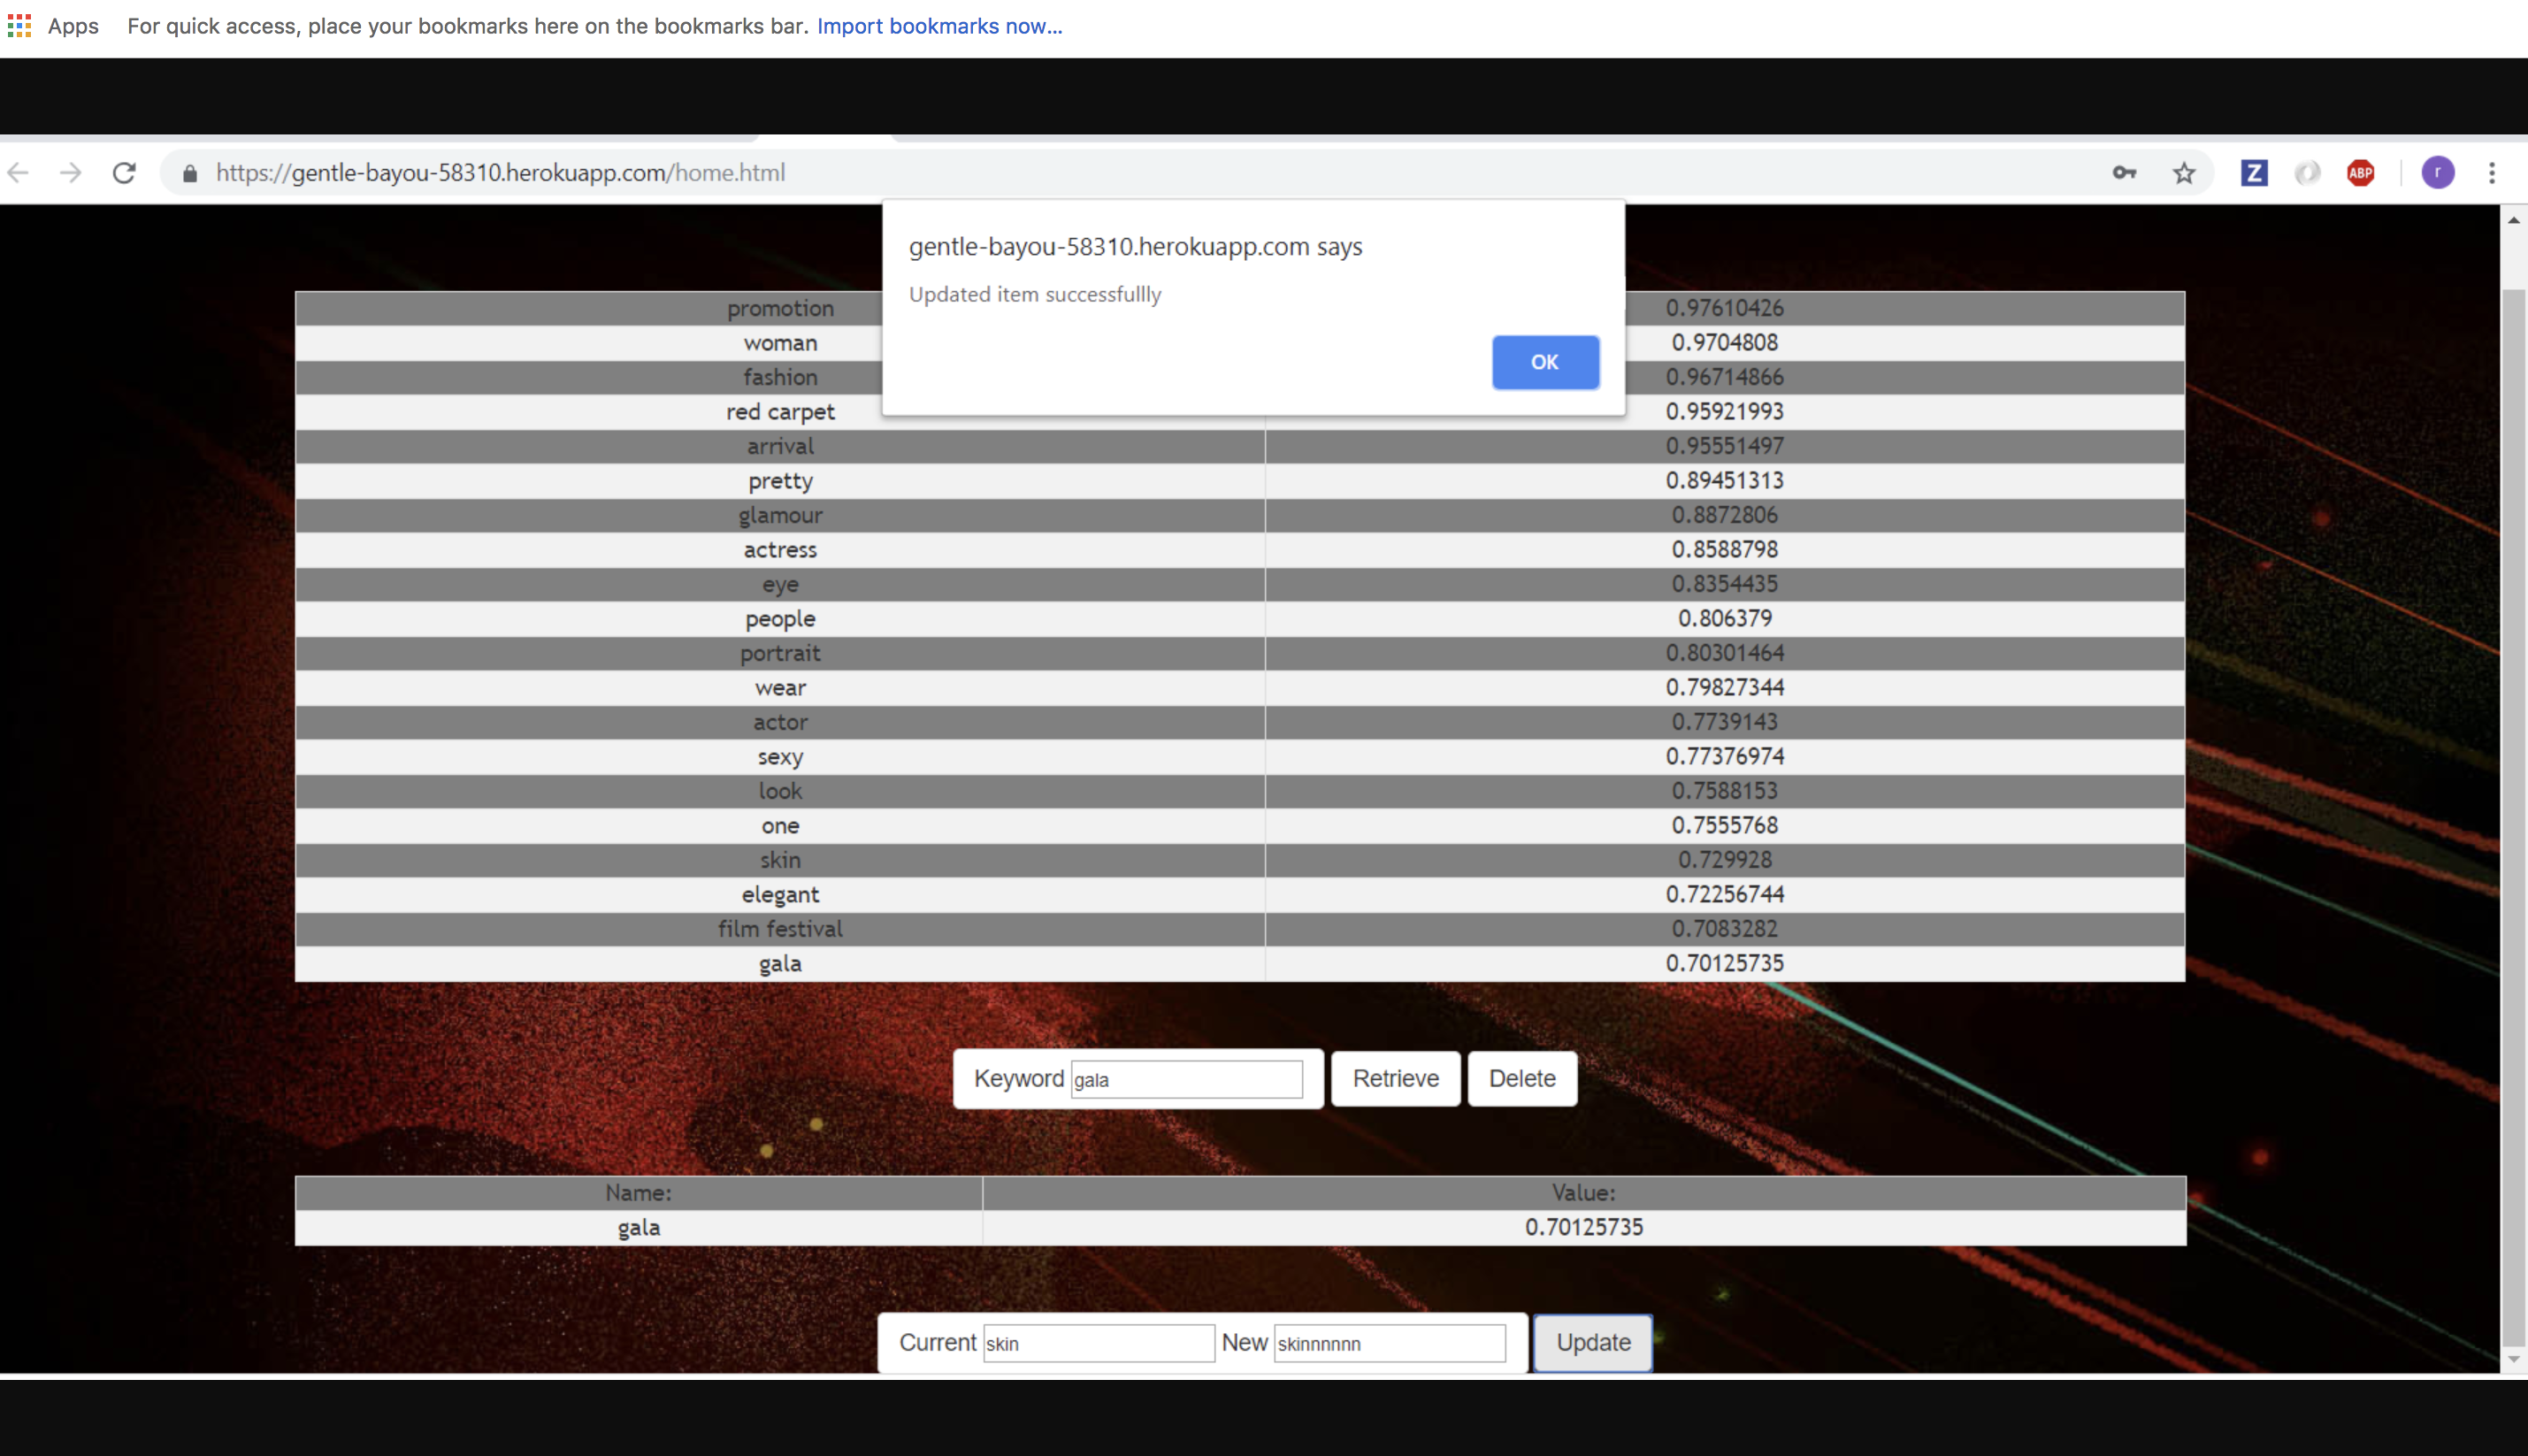 Apps For quick access, place your bookmarks here on the bookmarks bar. Import bookmarks now...
https://gentle-bayou-58310.herokuapp.com/home.html
Z
ABP
r
gentle-bayou-58310.herokuapp.com says
Updated item successfullly
OK
promotion 0.97610426
woman 0.9704808
fashion 0.96714866
red carpet 0.95921993
arrival 0.95551497
pretty 0.89451313
glamour 0.8872806
actress 0.8588798
eye 0.8354435
people 0.806379
portrait 0.80301464
wear 0.79827344
actor 0.7739143
sexy 0.77376974
look 0.7588153
one 0.7555768
skin 0.729928
elegant 0.72256744
film festival 0.7083282
gala 0.70125735
Keyword gala Retrieve Delete
Name: Value:
gala 0.70125735
Current skin New skinnnnnn Update